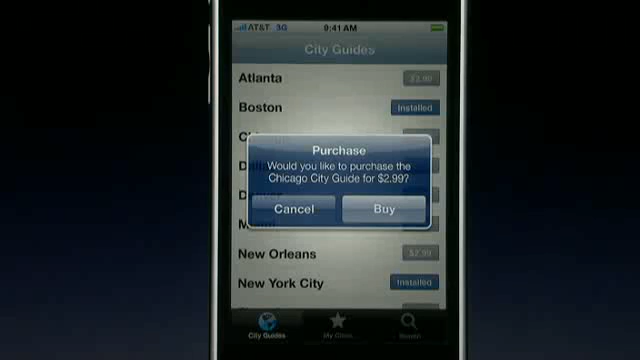 AT&T 3G 9:41 AM
City Guides
Atlanta $2.99
Boston Installed
Purchase
Would you like to purchase the
Chicago City Guide for $2.99?
Cancel Buy
New Orleans $2.99
New York City Installed
City Guides My Cities Search